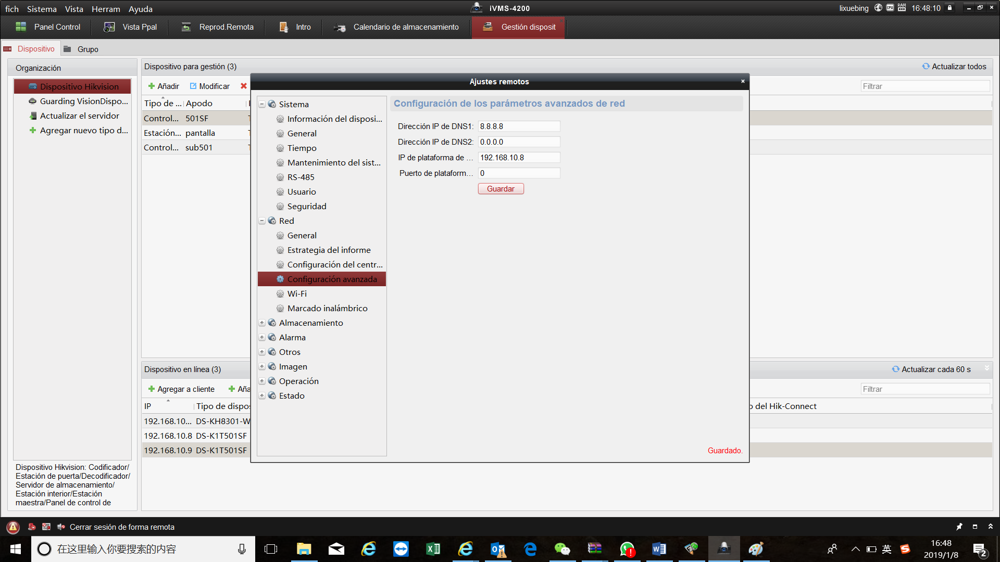 fich Sistema Vista Herram Ayuda
iVMS-4200
lixuebing
CPU
RAM
16:48:10
Panel Control
Vista Ppal
Reprod.Remota
Intro
Calendario de almacenamiento
Gestión disposit
Dispositivo
Grupo
Organización
Dispositivo Hikvision
Guarding VisionDispo...
Actualizar el servidor
Agregar nuevo tipo d...
Dispositivo Hikvision: Codificador/
Estación de puerta/Decodificador/
Servidor de almacenamiento/
Estación interior/Estación
maestra/Panel de control de
Dispositivo para gestión (3)
Actualizar todos
Añadir
Modificar
Filtrar
Tipo de ... Apodo
Control... 501SF
Estación... pantalla
Control... sub501
Ajustes remotos
Sistema
Información del disposi...
General
Tiempo
Mantenimiento del sist...
RS-485
Usuario
Seguridad
Red
General
Estrategia del informe
Configuración del centr...
Configuración avanzada
Wi-Fi
Marcado inalámbrico
Almacenamiento
Alarma
Otros
Imagen
Operación
Estado
Configuración de los parámetros avanzados de red
Dirección IP de DNS1: 8.8.8.8
Dirección IP de DNS2: 0.0.0.0
IP de plataforma de ... 192.168.10.8
Puerto de plataform... 0
Guardar
Guardado.
Dispositivo en línea (3)
Actualizar cada 60 s
Agregar a cliente
Aña
Filtrar
IP Tipo de dispos
o del Hik-Connect
192.168.10... DS-KH8301-W
192.168.10.8 DS-K1T501SF
192.168.10.9 DS-K1T501SF
Cerrar sesión de forma remota
在这里输入你要搜索的内容
英
16:48
2019/1/8
2